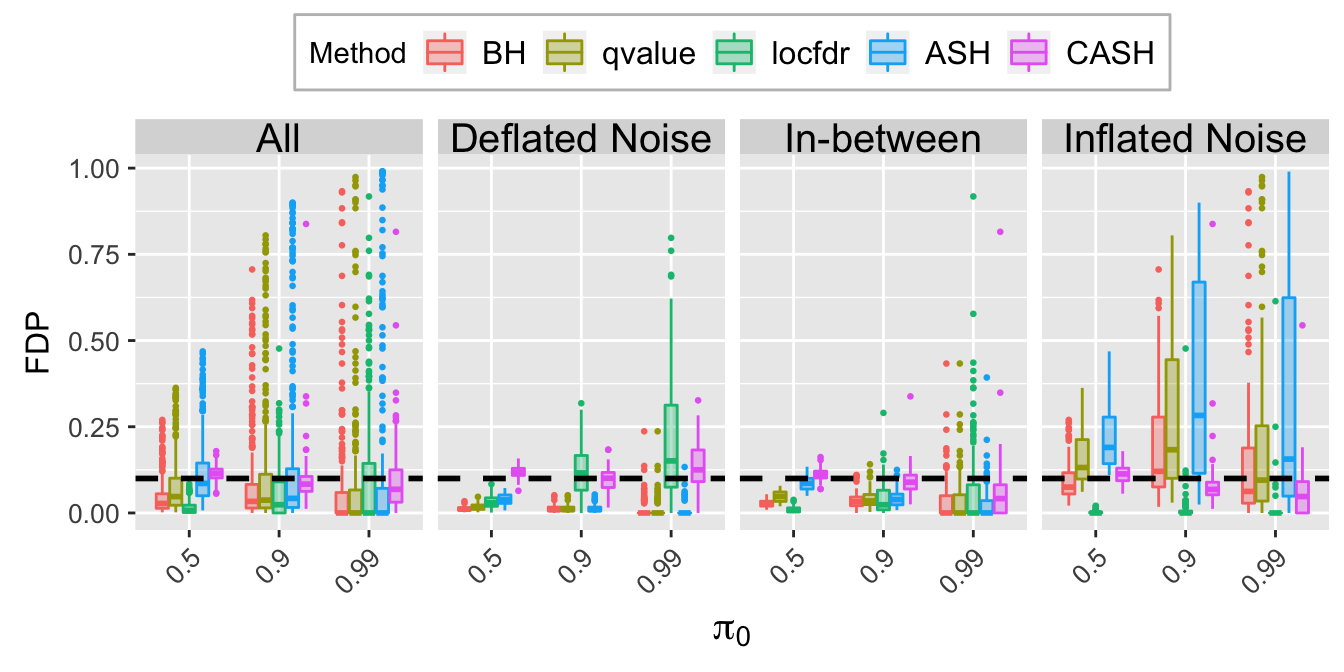 Method BH qvalue locfdr ASH CASH
All Deflated Noise In-between Inflated Noise
1.00
0.75
0.50
0.25
0.00
FDP
0.5 0.9 0.99 0.5 0.9 0.99 0.5 0.9 0.99 0.5 0.9 0.99
π0